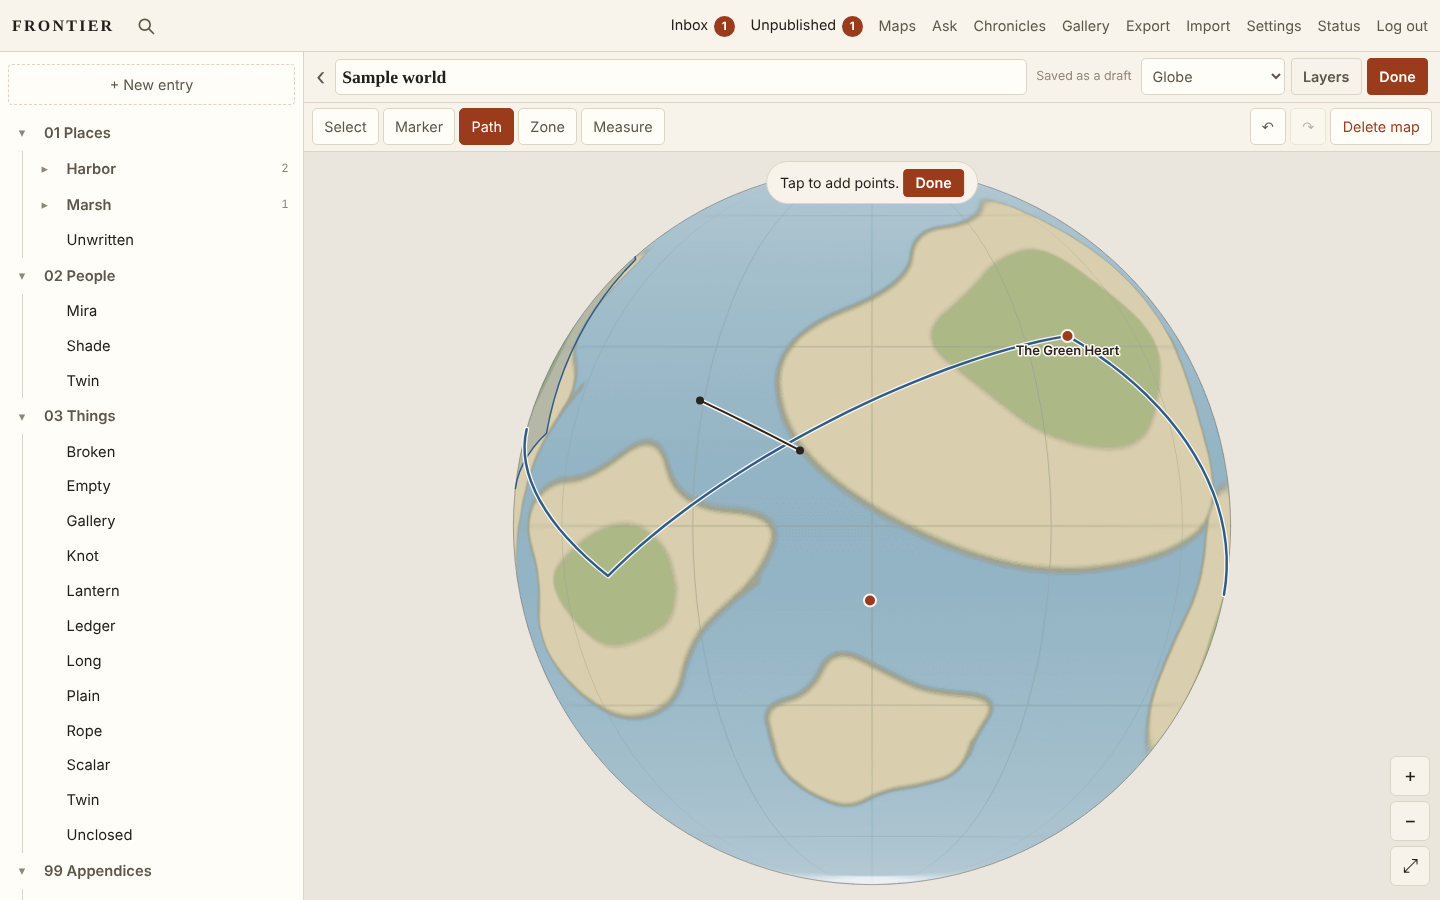 FRONTIER
Inbox 1 Unpublished 1 Maps Ask Chronicles Gallery Export Import Settings Status Log out
+ New entry
01 Places
Harbor 2
Marsh 1
Unwritten
02 People
Mira
Shade
Twin
03 Things
Broken
Empty
Gallery
Knot
Lantern
Ledger
Long
Plain
Rope
Scalar
Twin
Unclosed
99 Appendices
Sample world Saved as a draft Globe Layers Done
Select Marker Path Zone Measure Delete map
Tap to add points. Done
The Green Heart